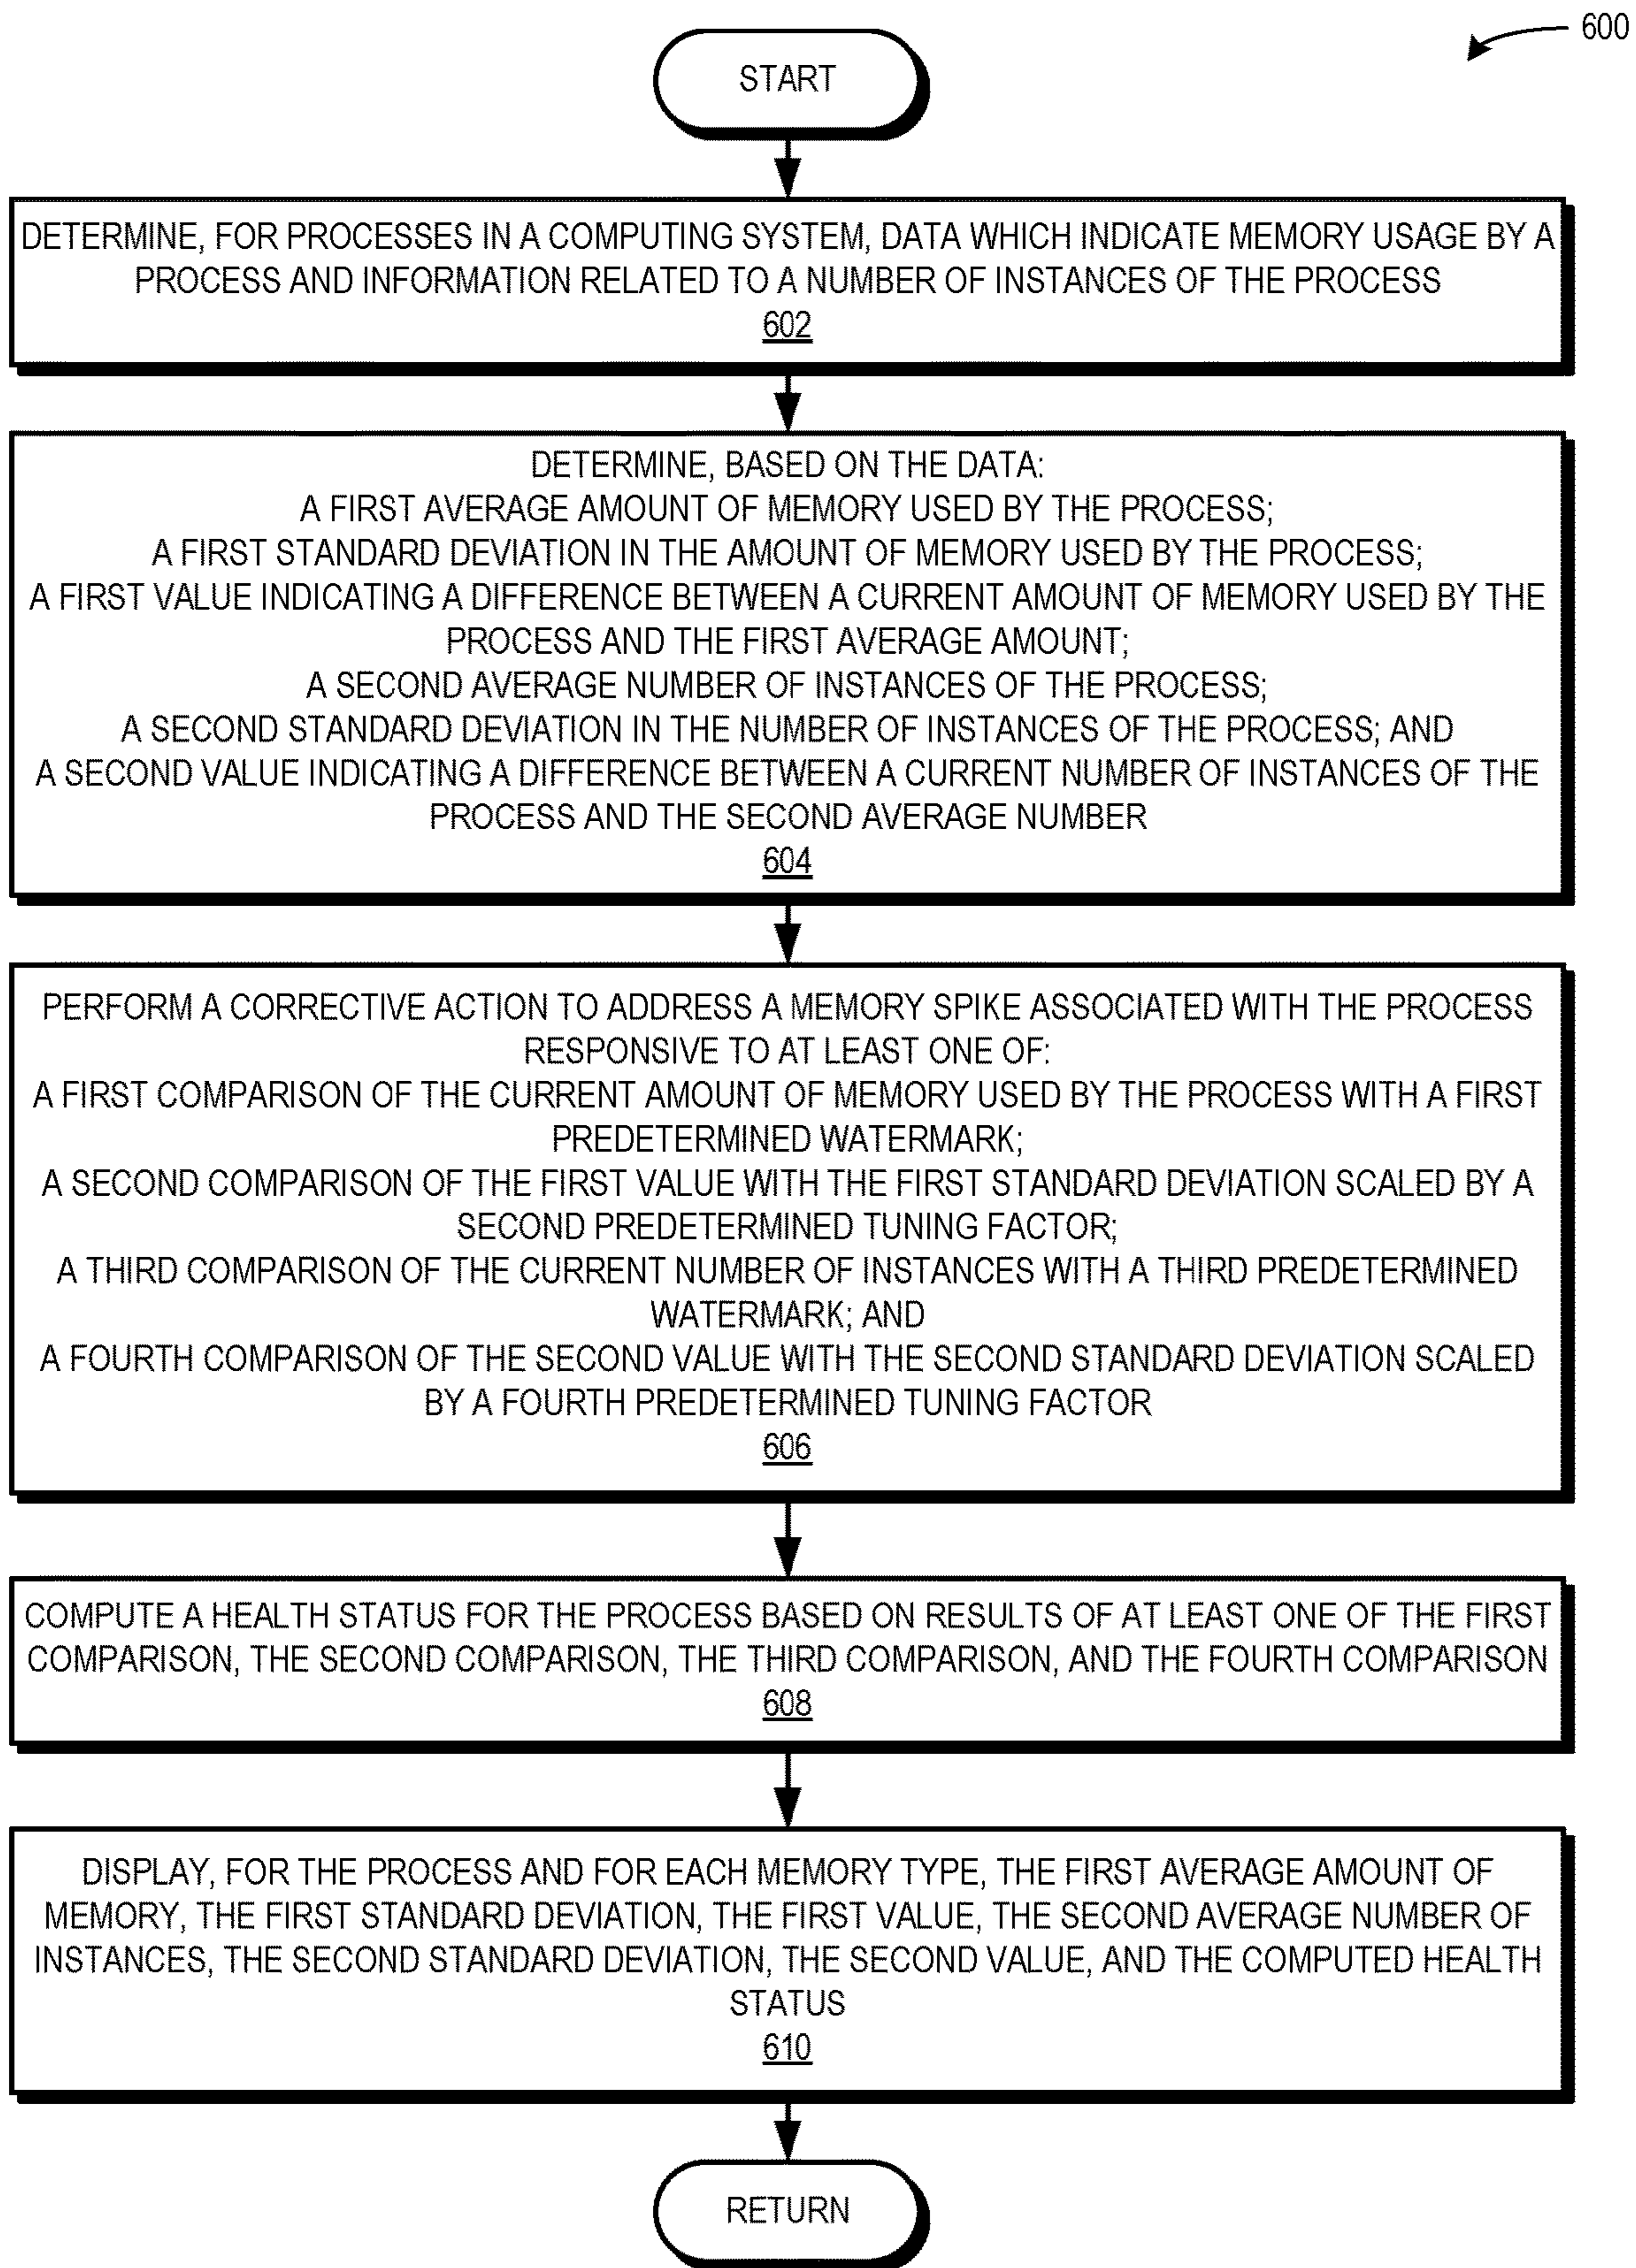 600
START
DETERMINE, FOR PROCESSES IN A COMPUTING SYSTEM, DATA WHICH INDICATE MEMORY USAGE BY A
PROCESS AND INFORMATION RELATED TO A NUMBER OF INSTANCES OF THE PROCESS
602
DETERMINE, BASED ON THE DATA:
A FIRST AVERAGE AMOUNT OF MEMORY USED BY THE PROCESS;
A FIRST STANDARD DEVIATION IN THE AMOUNT OF MEMORY USED BY THE PROCESS;
A FIRST VALUE INDICATING A DIFFERENCE BETWEEN A CURRENT AMOUNT OF MEMORY USED BY THE
PROCESS AND THE FIRST AVERAGE AMOUNT;
A SECOND AVERAGE NUMBER OF INSTANCES OF THE PROCESS;
A SECOND STANDARD DEVIATION IN THE NUMBER OF INSTANCES OF THE PROCESS; AND
A SECOND VALUE INDICATING A DIFFERENCE BETWEEN A CURRENT NUMBER OF INSTANCES OF THE
PROCESS AND THE SECOND AVERAGE NUMBER
604
PERFORM A CORRECTIVE ACTION TO ADDRESS A MEMORY SPIKE ASSOCIATED WITH THE PROCESS
RESPONSIVE TO AT LEAST ONE OF:
A FIRST COMPARISON OF THE CURRENT AMOUNT OF MEMORY USED BY THE PROCESS WITH A FIRST
PREDETERMINED WATERMARK;
A SECOND COMPARISON OF THE FIRST VALUE WITH THE FIRST STANDARD DEVIATION SCALED BY A
SECOND PREDETERMINED TUNING FACTOR;
A THIRD COMPARISON OF THE CURRENT NUMBER OF INSTANCES WITH A THIRD PREDETERMINED
WATERMARK; AND
A FOURTH COMPARISON OF THE SECOND VALUE WITH THE SECOND STANDARD DEVIATION SCALED
BY A FOURTH PREDETERMINED TUNING FACTOR
606
COMPUTE A HEALTH STATUS FOR THE PROCESS BASED ON RESULTS OF AT LEAST ONE OF THE FIRST
COMPARISON, THE SECOND COMPARISON, THE THIRD COMPARISON, AND THE FOURTH COMPARISON
608
DISPLAY, FOR THE PROCESS AND FOR EACH MEMORY TYPE, THE FIRST AVERAGE AMOUNT OF
MEMORY, THE FIRST STANDARD DEVIATION, THE FIRST VALUE, THE SECOND AVERAGE NUMBER OF
INSTANCES, THE SECOND STANDARD DEVIATION, THE SECOND VALUE, AND THE COMPUTED HEALTH
STATUS
610
RETURN